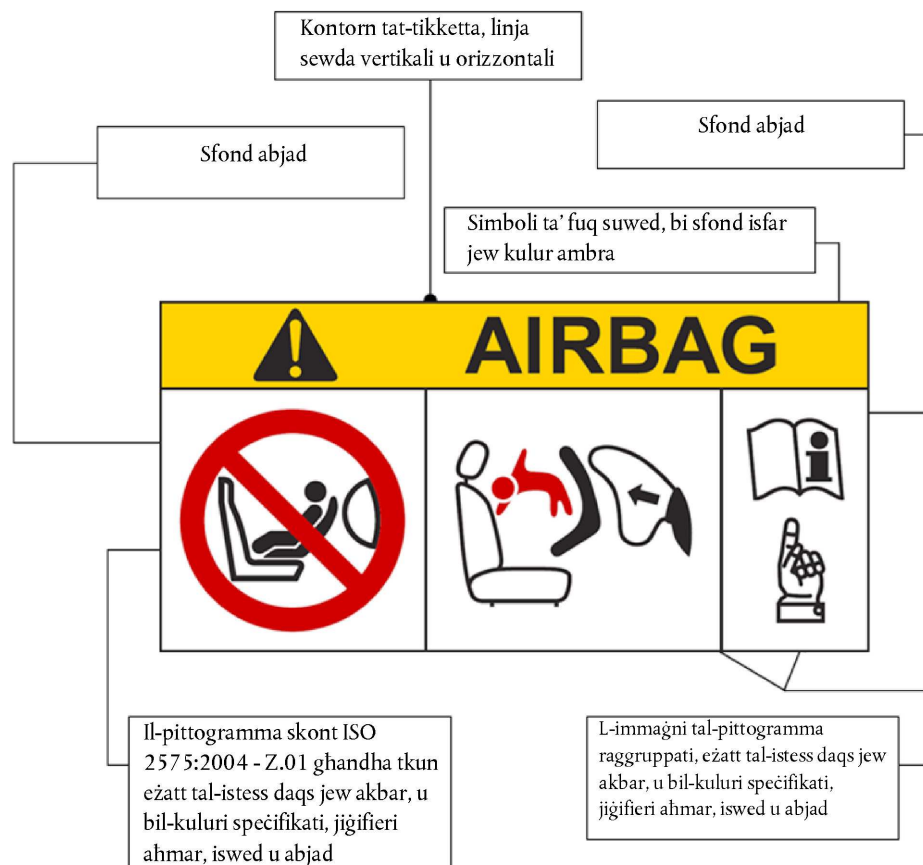 Kontorn tat-tikketta, linja
sewda vertikali u orizzontali
Sfond abjad
Sfond abjad
Simboli ta’ fuq suwed, bi sfond isfar
jew kulur ambra
AIRBAG
Il-pittogramma skont ISO
2575:2004 - Z.01 għandha tkun
eżatt tal-istess daqs jew akbar, u
bil-kuluri speċifikati, jiġifieri
aħmar, iswed u abjad
L-immaġni tal-pittogramma
raggruppati, eżatt tal-istess daqs jew
akbar, u bil-kuluri speċifikati,
jiġifieri aħmar, iswed u abjad